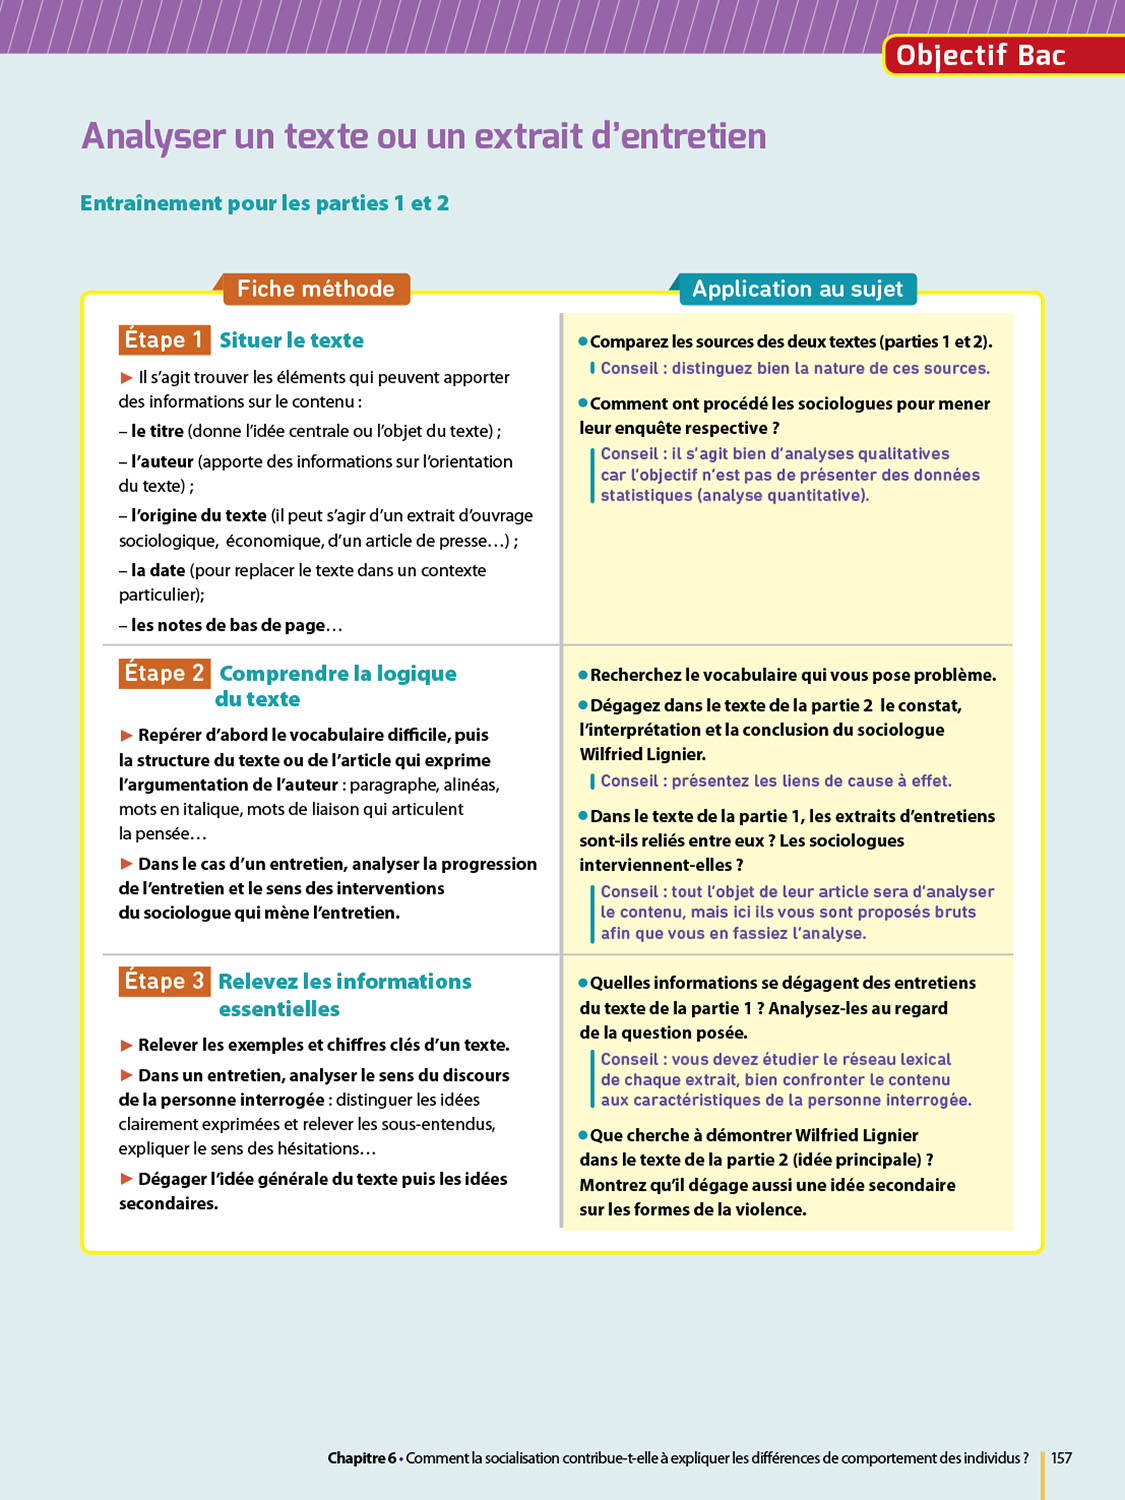 Objectif Bac
Analyser un texte ou un extrait d'entretien
Entraînement pour les parties 1 et 2
Fiche méthode
Étape 1 Situer le texte
► Il s'agit trouver les éléments qui peuvent apporter
des informations sur le contenu :
– le titre (donne l'idée centrale ou l'objet du texte) ;
– l'auteur (apporte des informations sur l'orientation
du texte) ;
– l'origine du texte (il peut s'agir d'un extrait d'ouvrage
sociologique, économique, d'un article de presse…) ;
– la date (pour replacer le texte dans un contexte
particulier);
– les notes de bas de page…
Application au sujet
• Comparez les sources des deux textes (parties 1 et 2).
Conseil : distinguez bien la nature de ces sources.
• Comment ont procédé les sociologues pour mener
leur enquête respective ?
Conseil : il s'agit bien d'analyses qualitatives
car l'objectif n'est pas de présenter des données
statistiques (analyse quantitative).
Étape 2 Comprendre la logique
du texte
► Repérer d'abord le vocabulaire difficile, puis
la structure du texte ou de l'article qui exprime
l'argumentation de l'auteur : paragraphe, alinéas,
mots en italique, mots de liaison qui articulent
la pensée…
► Dans le cas d'un entretien, analyser la progression
de l'entretien et le sens des interventions
du sociologue qui mène l'entretien.
• Recherchez le vocabulaire qui vous pose problème.
• Dégagez dans le texte de la partie 2 le constat,
l'interprétation et la conclusion du sociologue
Wilfried Lignier.
Conseil : présentez les liens de cause à effet.
• Dans le texte de la partie 1, les extraits d'entretiens
sont-ils reliés entre eux ? Les sociologues
interviennent-elles ?
Conseil : tout l'objet de leur article sera d'analyser
le contenu, mais ici ils vous sont proposés bruts
afin que vous en fassiez l'analyse.
Étape 3 Relevez les informations
essentielles
► Relever les exemples et chiffres clés d'un texte.
► Dans un entretien, analyser le sens du discours
de la personne interrogée : distinguer les idées
clairement exprimées et relever les sous-entendus,
expliquer le sens des hésitations…
► Dégager l'idée générale du texte puis les idées
secondaires.
• Quelles informations se dégagent des entretiens
du texte de la partie 1 ? Analysez-les au regard
de la question posée.
Conseil : vous devez étudier le réseau lexical
de chaque extrait, bien confronter le contenu
aux caractéristiques de la personne interrogée.
• Que cherche à démontrer Wilfried Lignier
dans le texte de la partie 2 (idée principale) ?
Montrez qu'il dégage aussi une idée secondaire
sur les formes de la violence.
Chapitre 6 • Comment la socialisation contribue-t-elle à expliquer les différences de comportement des individus ? 157